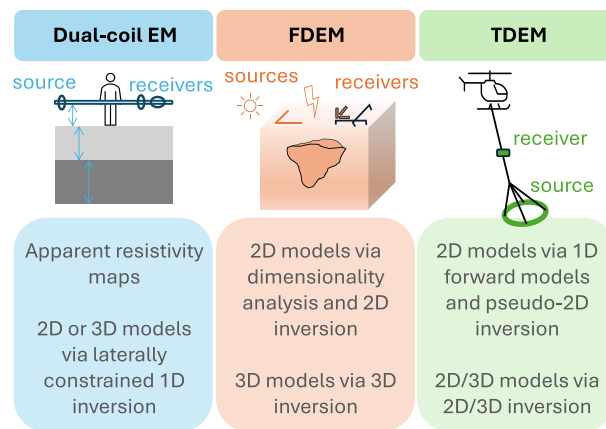 Dual-coil EM
FDEM
TDEM
source
receivers
sources
receivers
receiver
source
Apparent resistivity
maps
2D or 3D models
via laterally
constrained 1D
inversion
2D models via
dimensionality
analysis and 2D
inversion
3D models via 3D
inversion
2D models via 1D
forward models
and pseudo-2D
inversion
2D/3D models via
2D/3D inversion